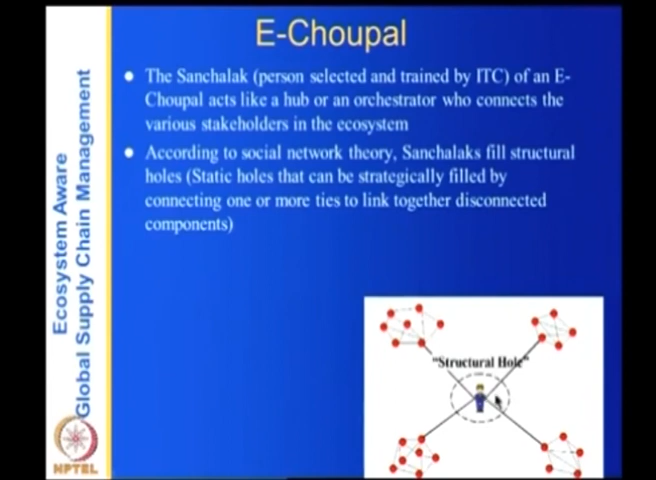 E-Choupal
The Sanchalak (person selected and trained by ITC) of an E-
Choupal acts like a hub or an orchestrator who connects the
various stakeholders in the ecosystem
According to social network theory, Sanchalaks fill structural
holes (Static holes that can be strategically filled by
connecting one or more ties to link together disconnected
components)
Ecosystem Aware
Global Supply Chain Management
"Structural Hole"
NPTEL